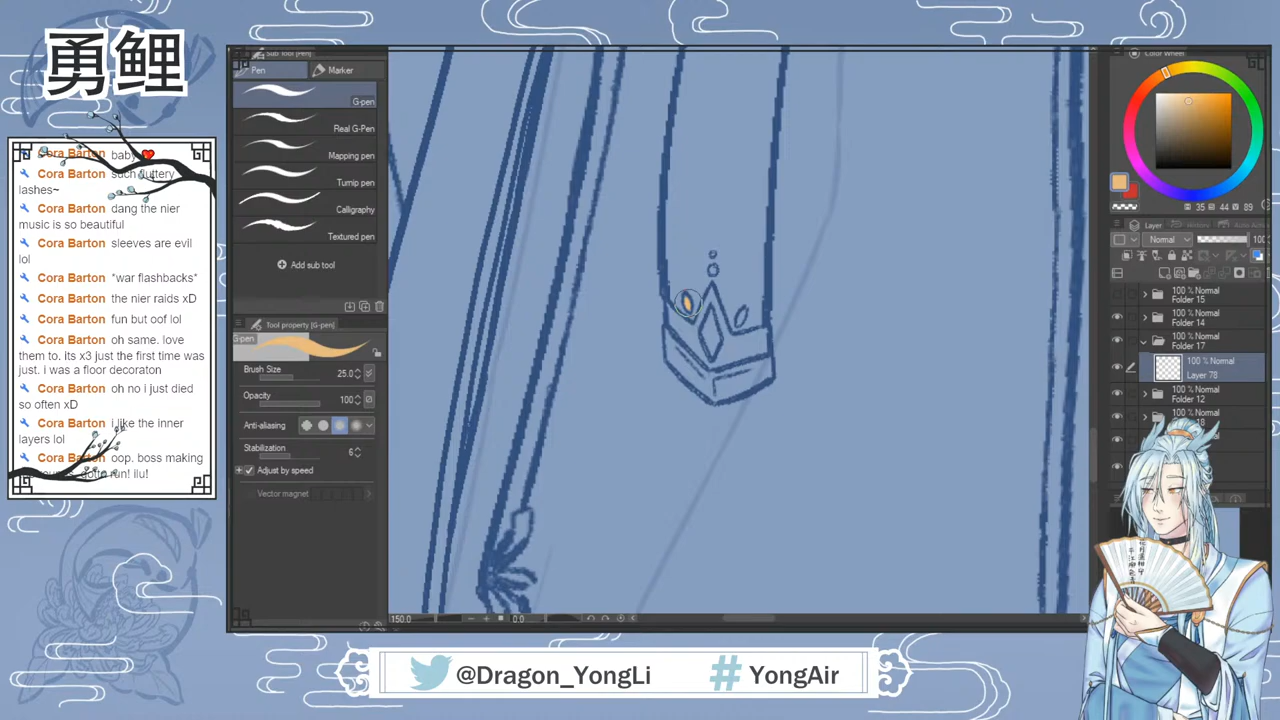 勇鲤
Cora Barton baby
Cora Barton such fluttery
lashes~
Cora Barton dang the nier
music is so beautiful
Cora Barton sleeves are evil
lol
Cora Barton *war flashbacks*
Cora Barton the nier raids xD
Cora Barton fun but oof lol
Cora Barton oh same. love
them to. its x3 just the first time was
just. i was a floor decoraton
Cora Barton oh no i just died
so often xD
Cora Barton i like the inner
layers lol
Cora Barton oop. boss making
run! ilu!
Sub Tool [Pen]
Pen
Marker
G-pen
Real G-Pen
Mapping pen
Turnip pen
Calligraphy
Textured pen
Add sub tool
Tool property [G-pen]
G-pen
Brush Size
25.0
Opacity
100
Anti-aliasing
Stabilization
6
Adjust by speed
Vector magnet
150.0
0.0
Color Wheel
H 35 S 44 V 89
Layer
History
Normal
100
100 % Normal
Folder 15
100 % Normal
Folder 14
100 % Normal
Folder 17
100 % Normal
Layer 78
100 % Normal
Folder 12
100 % Normal
@Dragon_YongLi
# YongAir